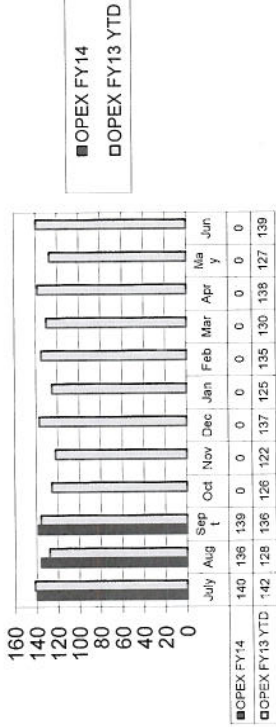 ■OPEX FY14
□OPEX FY13 YTD
160
140
120
100
80
60
40
20
0
July Aug Sep Oct Nov Dec Jan Feb Mar Apr Ma Jun
t y
■OPEX FY14 140 136 139 0 0 0 0 0 0 0 0 0
□OPEX FY13 YTD 142 128 136 126 122 137 125 135 130 138 127 139